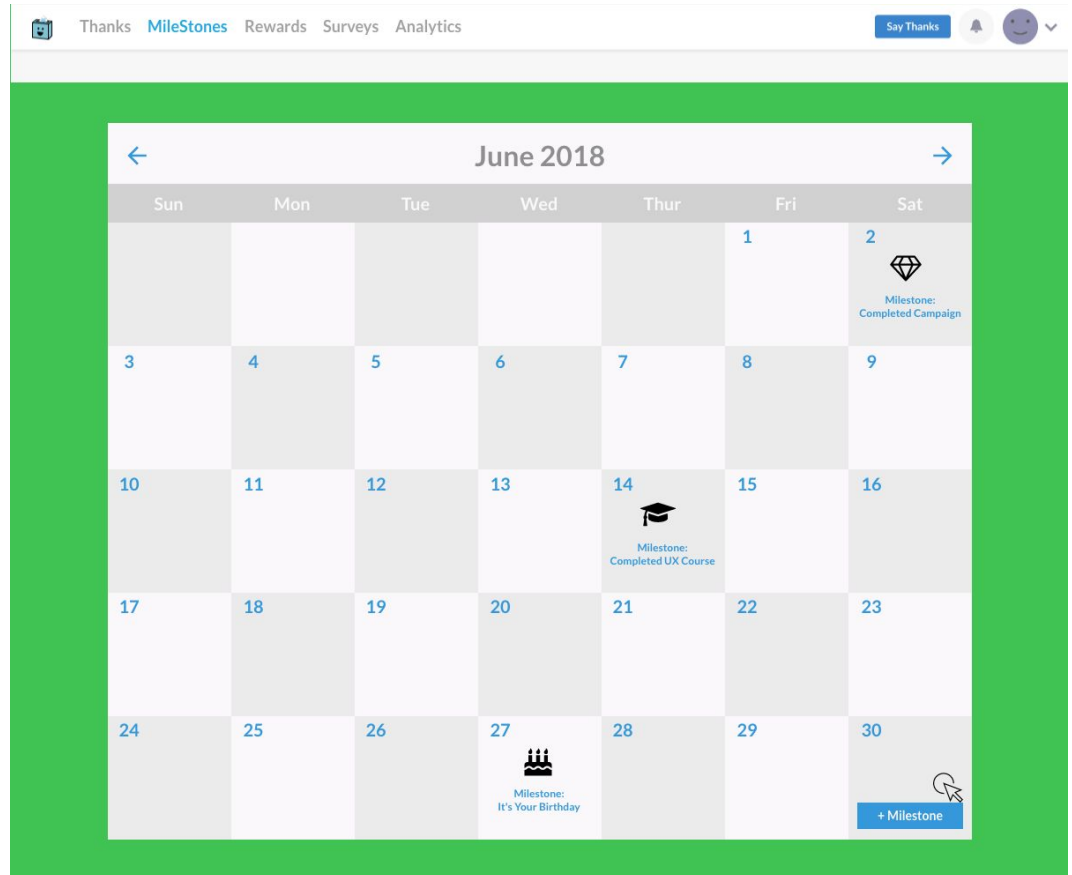 Thanks MileStones Rewards Surveys Analytics Say Thanks
June 2018
Sun Mon Tue Wed Thur Fri Sat
1 2
Milestone:
Completed Campaign
3 4 5 6 7 8 9
10 11 12 13 14 15 16
Milestone:
Completed UX Course
17 18 19 20 21 22 23
24 25 26 27 28 29 30
Milestone:
It's Your Birthday
+ Milestone